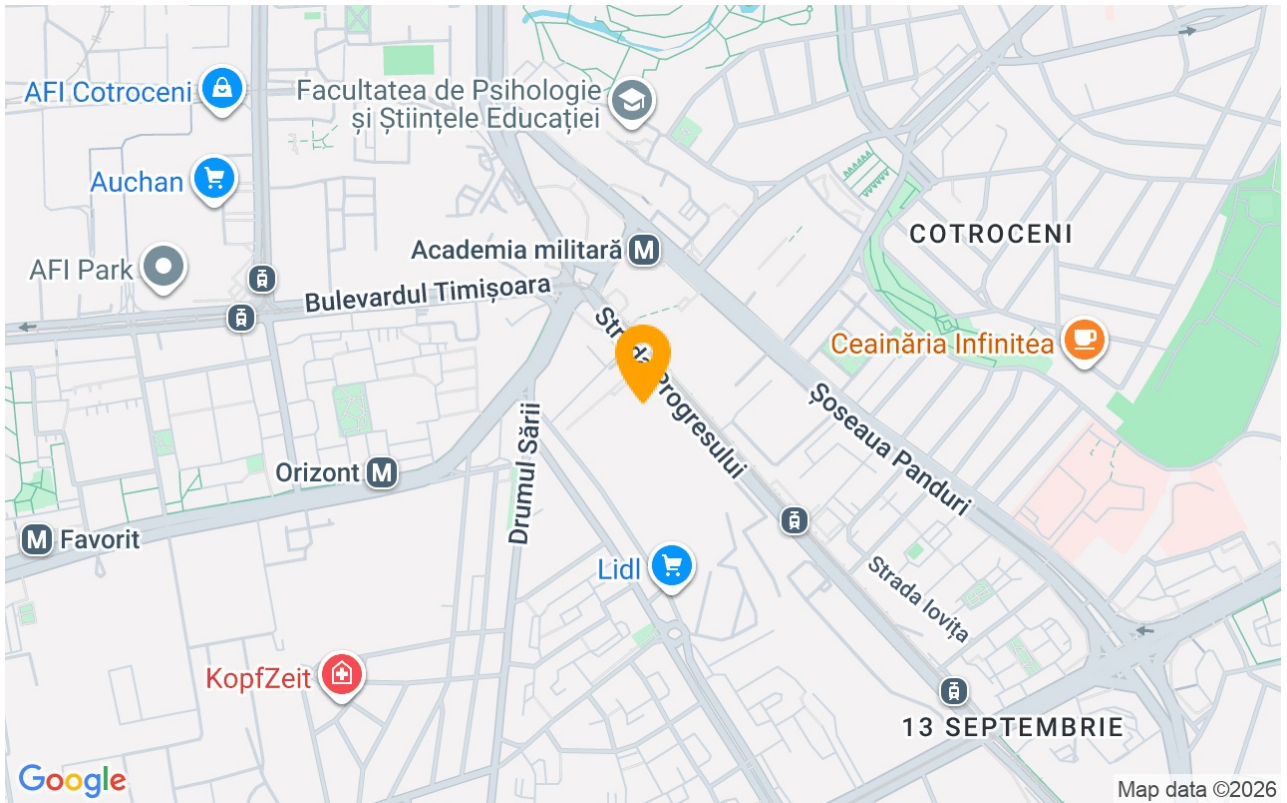 AFI Cotroceni
Facultatea de Psihologie
și Științele Educației
Auchan
COTROCENI
Academia militară
M
AFI Park
Bulevardul Timișoara
Ceainăria Infinitea
Strada Progresului
Șoseaua Panduri
Drumul Sării
Orizont
M
M
Favorit
Lidl
Strada Iovița
KopfZeit
13 SEPTEMBRIE
Google
Map data ©2026